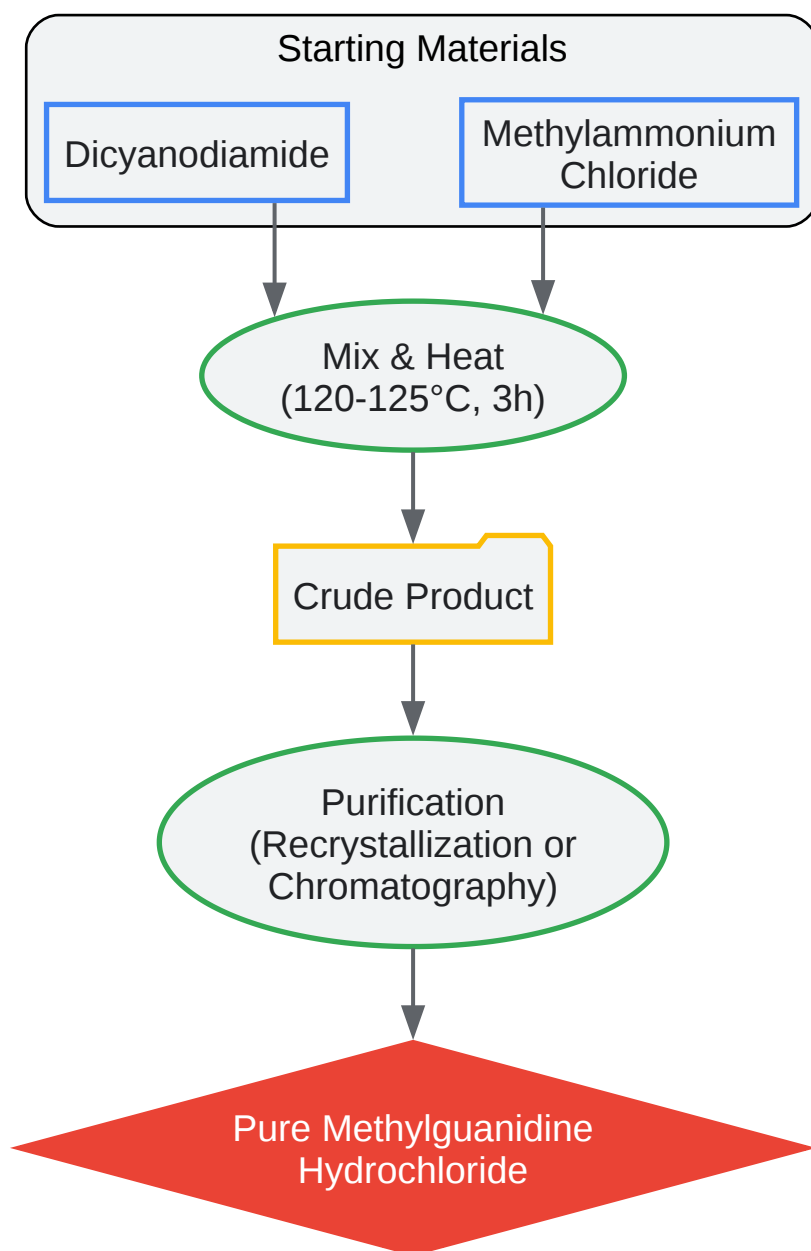 Starting Materials
Dicyanodiamide
Methylammonium
Chloride
Mix & Heat
(120-125°C, 3h)
Crude Product
Purification
(Recrystallization or
Chromatography)
Pure Methylguanidine
Hydrochloride